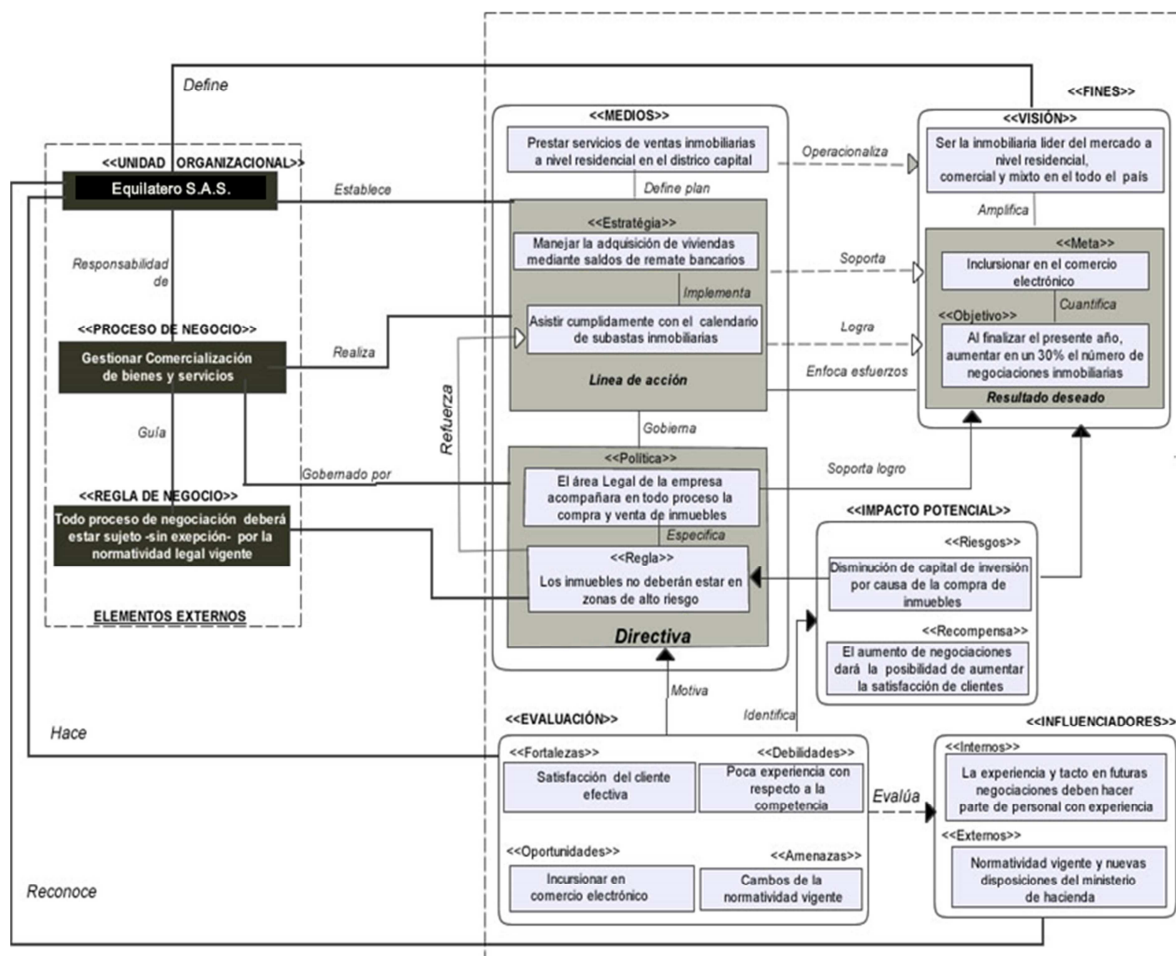 Define
<<UNIDAD ORGANIZACIONAL>>
Equilatero S.A.S.
Establece
Responsabilidad
de
<<PROCESO DE NEGOCIO>>
Gestionar Comercialización
de bienes y servicios
Realiza
Guía
Gobernado por
<<REGLA DE NEGOCIO>>
Todo proceso de negociación deberá
estar sujeto -sin exepción- por la
normatividad legal vigente
ELEMENTOS EXTERNOS
Hace
Reconoce
<<MEDIOS>>
Prestar servicios de ventas inmobiliarias
a nivel residencial en el districo capital
Define plan
<<Estratégia>>
Manejar la adquisición de viviendas
mediante saldos de remate bancarios
Implementa
Asistir cumplidamente con el calendario
de subastas inmobiliarias
Línea de acción
Refuerza
Gobierna
<<Política>>
El área Legal de la empresa
acompañara en todo proceso la
compra y venta de inmuebles
Especifica
<<Regla>>
Los inmuebles no deberán estar en
zonas de alto riesgo
Directiva
Operacionaliza
Soporta
Logra
Enfoca esfuerzos
Soporta logro
<<FINES>>
<<VISIÓN>>
Ser la inmobiliaria lider del mercado a
nivel residencial,
comercial y mixto en el todo el país
Amplifica
<<Meta>>
Inclursionar en el comercio
electrónico
Cuantifica
<<Objetivo>>
Al finalizar el presente año,
aumentar en un 30% el número de
negociaciones inmobiliarias
Resultado deseado
<<IMPACTO POTENCIAL>>
<<Riesgos>>
Disminución de capital de inversión
por causa de la compra de
inmuebles
<<Recompensa>>
El aumento de negociaciones
dará la posibilidad de aumentar
la satisfacción de clientes
Motiva
Identifica
<<EVALUACIÓN>>
<<Fortalezas>>
Satisfacción del cliente
efectiva
<<Debilidades>>
Poca experiencia con
respecto a la
competencia
<<Oportunidades>>
Incursionar en
comercio electrónico
<<Amenazas>>
Cambos de la
normatividad vigente
Evalúa
<<INFLUENCIADORES>>
<<Internos>>
La experiencia y tacto en futuras
negociaciones deben hacer
parte de personal con experiencia
<<Externos>>
Normatividad vigente y nuevas
disposiciones del ministerio
de hacienda